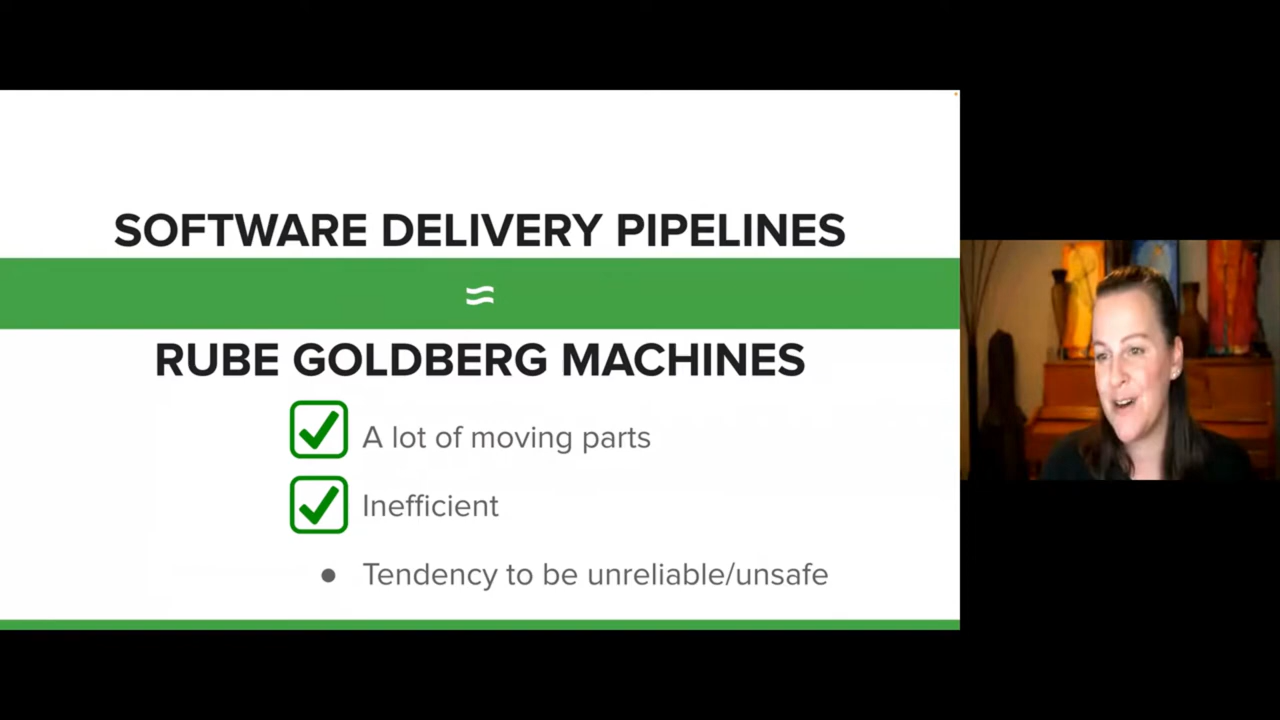 SOFTWARE DELIVERY PIPELINES
≈
RUBE GOLDBERG MACHINES
A lot of moving parts
Inefficient
Tendency to be unreliable/unsafe